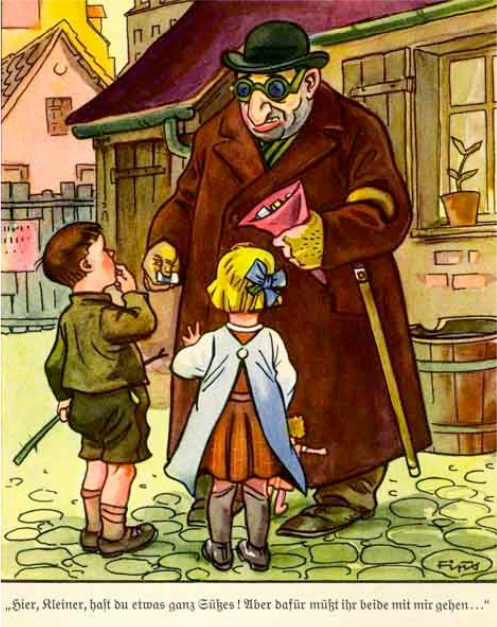 Fips
„Hier, Kleiner, hast du etwas ganz Süßes! Aber dafür müßt ihr beide mit mir gehen...“